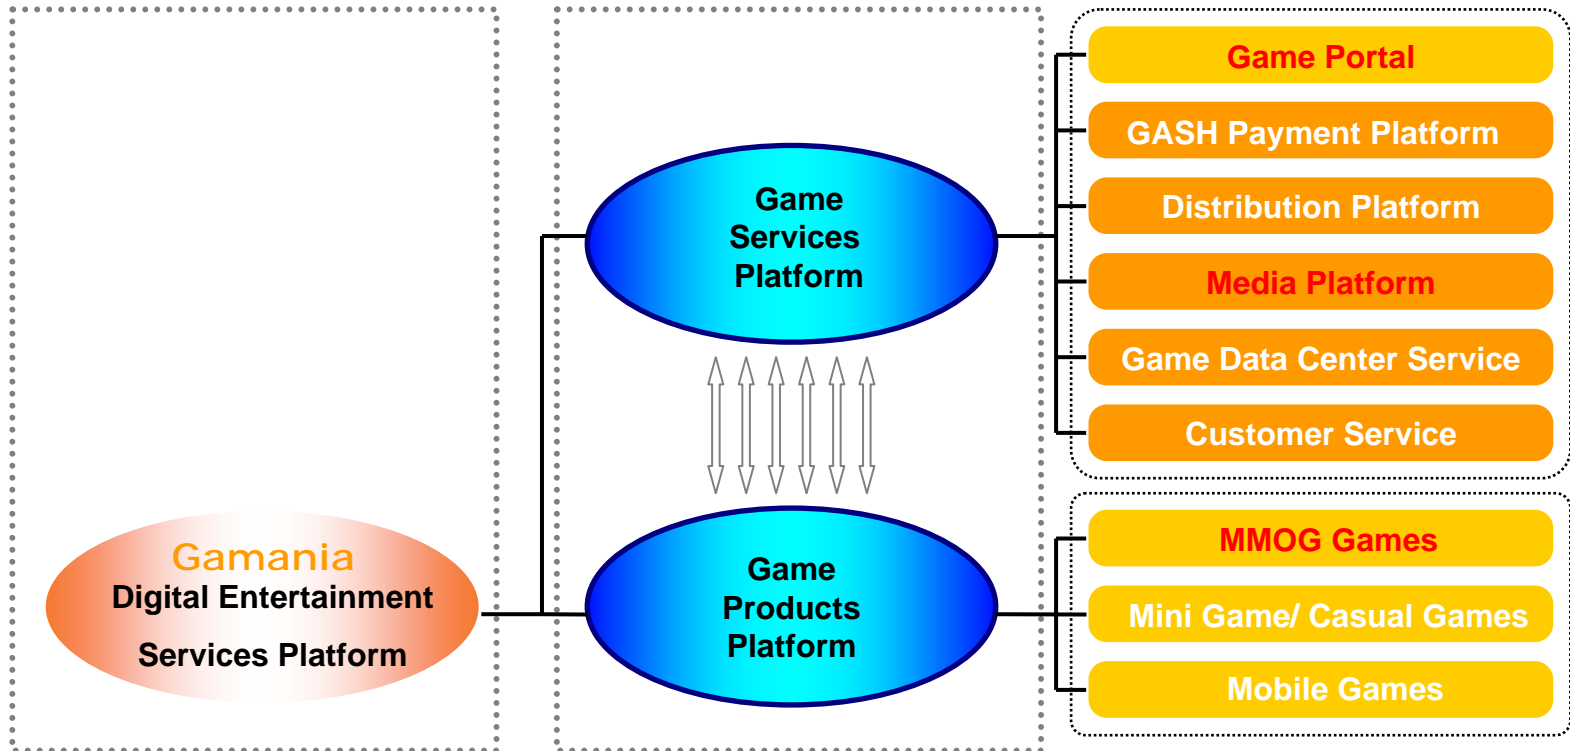 Gamania
Digital Entertainment
Services Platform
Game
Services
Platform
Game
Products
Platform
Game Portal
GASH Payment Platform
Distribution Platform
Media Platform
Game Data Center Service
Customer Service
MMOG Games
Mini Game/ Casual Games
Mobile Games